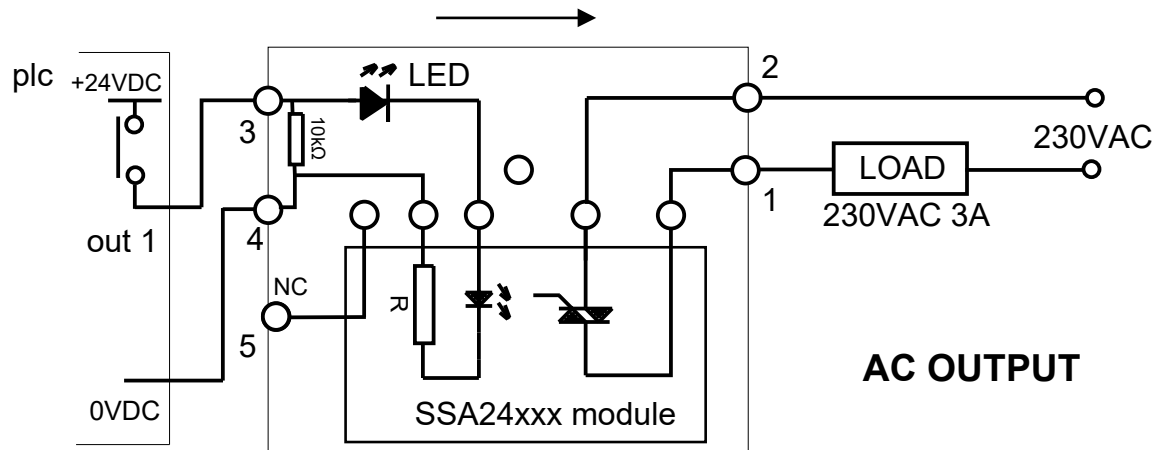 plc
+24VDC
LED
2
3
10kΩ
230VAC
LOAD
1
230VAC 3A
out 1
4
NC
R
5
AC OUTPUT
0VDC
SSA24xxx module